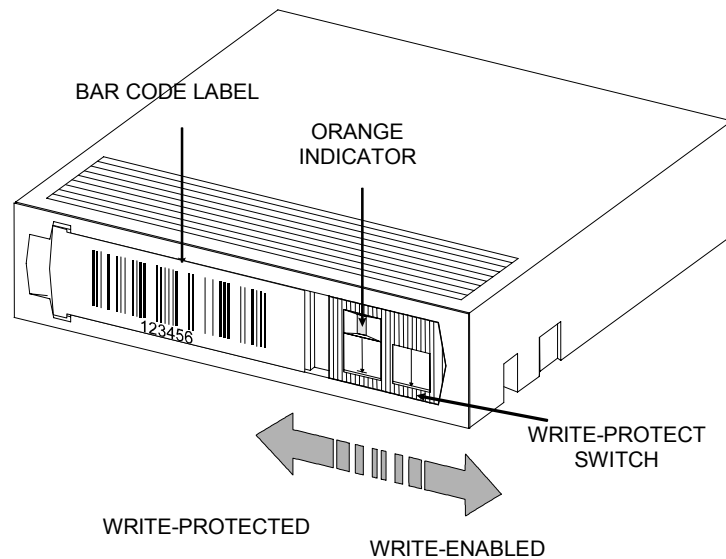 BAR CODE LABEL
ORANGE
INDICATOR
123456
WRITE-PROTECT
SWITCH
WRITE-PROTECTED
WRITE-ENABLED